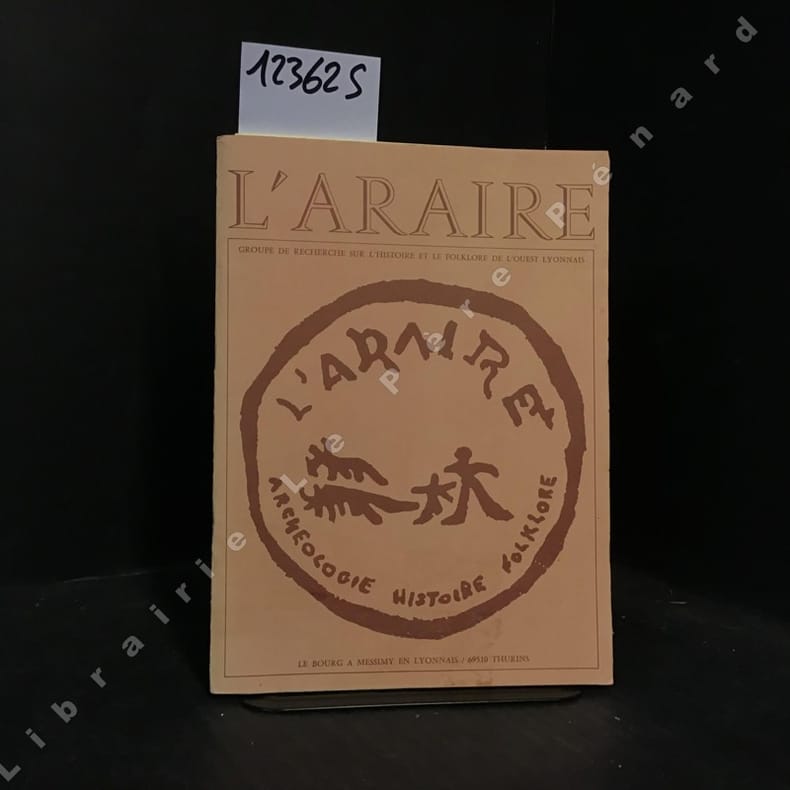 12362S
L'ARAIRE
GROUPE DE RECHERCHE SUR L'HISTOIRE ET LE FOLKLORE DE L'OUEST LYONNAIS
L'ARAIRE
ARCHEOLOGIE HISTOIRE FOLKLORE
LE BOURG A MESSIMY EN LYONNAIS / 69510 THURINS
Librairie Le Père Pénard